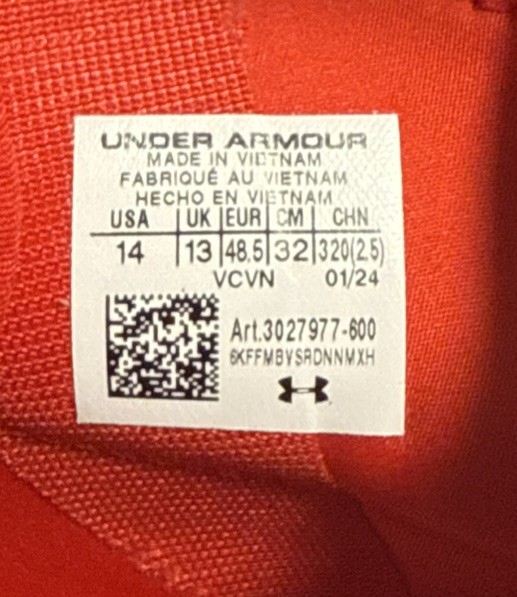 UNDER ARMOUR
MADE IN VIETNAM
FABRIQUÉ AU VIETNAM
HECHO EN VIETNAM
USA UK EUR CM CHN
14 13 48.5 32 320(2.5)
VCVN 01/24
Art.3027977-600
6KFFMBVSRDNNMXH